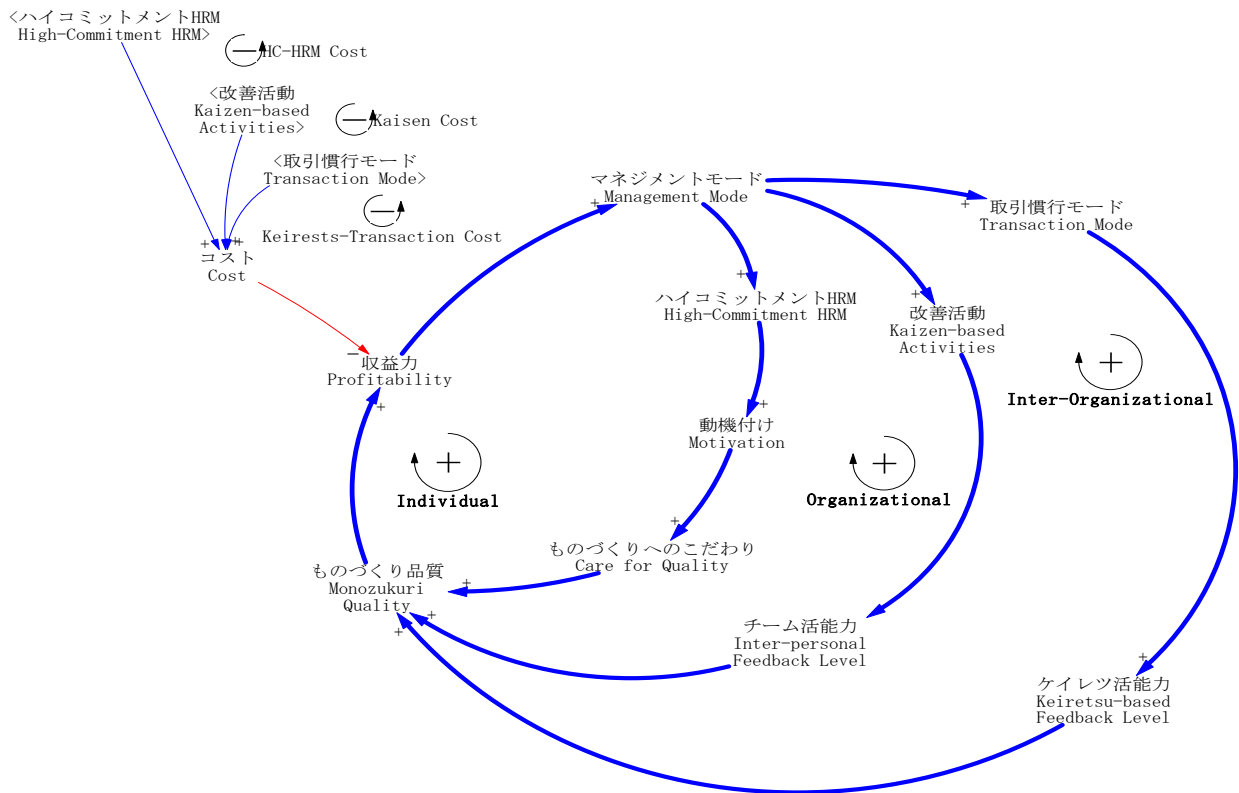 <ハイコミットメントHRM
High-Commitment HRM>
HC-HRM Cost
<改善活動
Kaizen-based
Activities>
Kaisen Cost
<取引慣行モード
Transaction Mode>
Keirests-Transaction Cost
+
++
コスト
Cost
マネジメントモード
Management Mode
+
取引慣行モード
Transaction Mode
+
ハイコミットメントHRM
High-Commitment HRM
+
改善活動
Kaizen-based
Activities
+
−
収益力
Profitability
+
+
Inter-Organizational
動機付け
Motivation
+
+
Individual
+
Organizational
ものづくりへのこだわり
Care for Quality
+
ものづくり品質
Monozukuri
Quality
+
+
+
チーム活能力
Inter-personal
Feedback Level
ケイレツ活能力
Keiretsu-based
Feedback Level
+